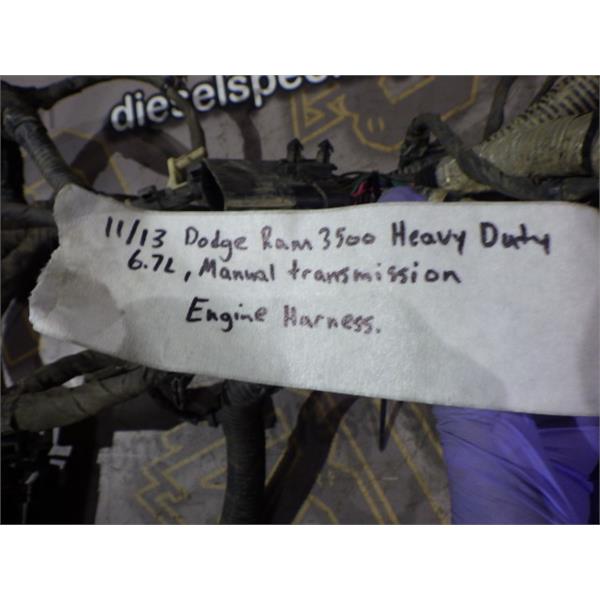 dieselspec
11/13 Dodge Ram 3500 Heavy Duty
6.7L, Manual transmission
Engine Harness.